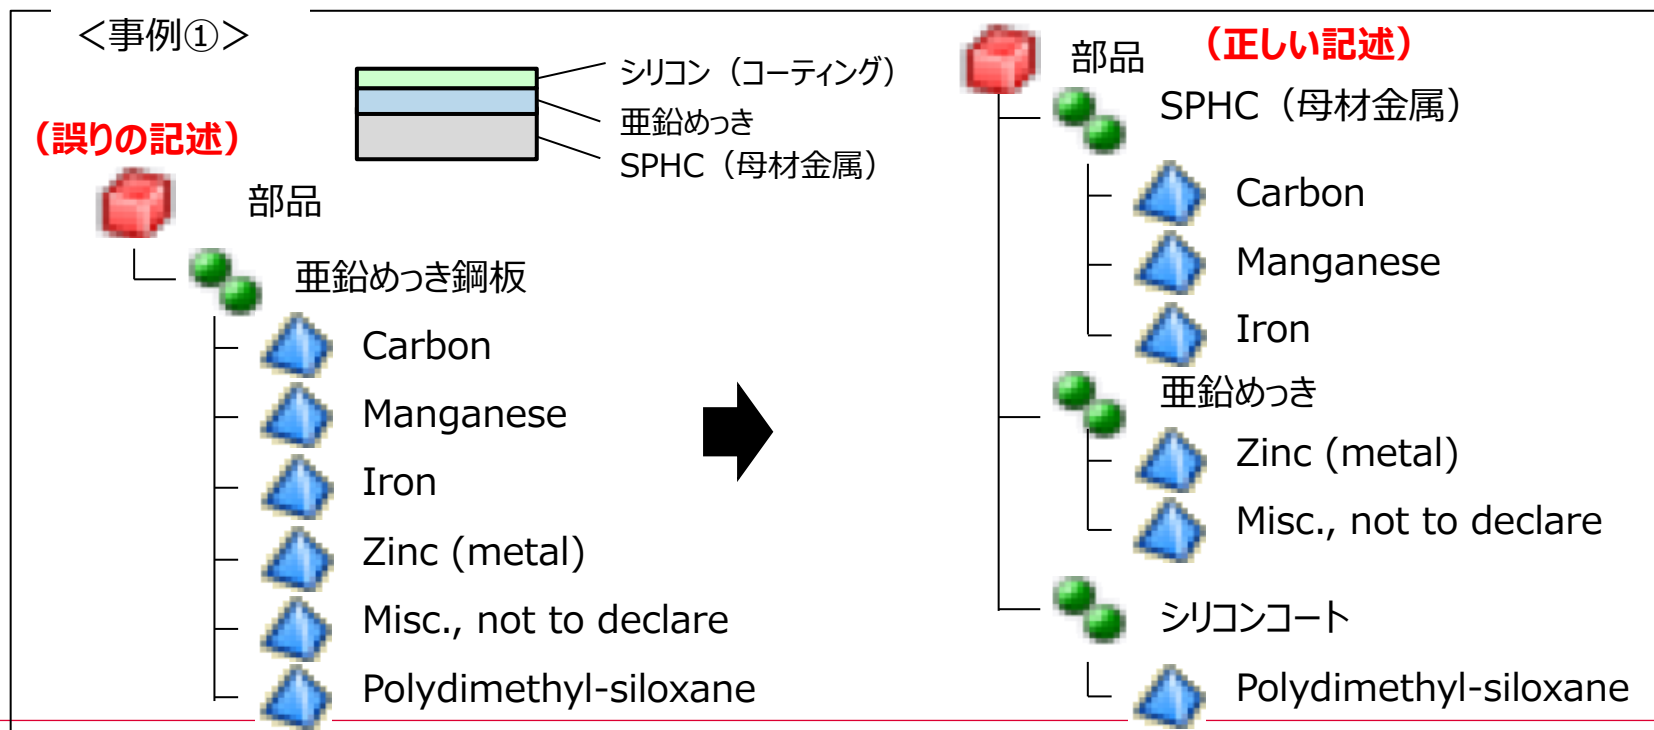 ＜事例①＞
シリコン（コーティング）
亜鉛めっき
SPHC（母材金属）
（誤りの記述）
部品
亜鉛めっき鋼板
Carbon
Manganese
Iron
Zinc (metal)
Misc., not to declare
Polydimethyl-siloxane
（正しい記述）
部品
SPHC（母材金属）
Carbon
Manganese
Iron
亜鉛めっき
Zinc (metal)
Misc., not to declare
シリコンコート
Polydimethyl-siloxane